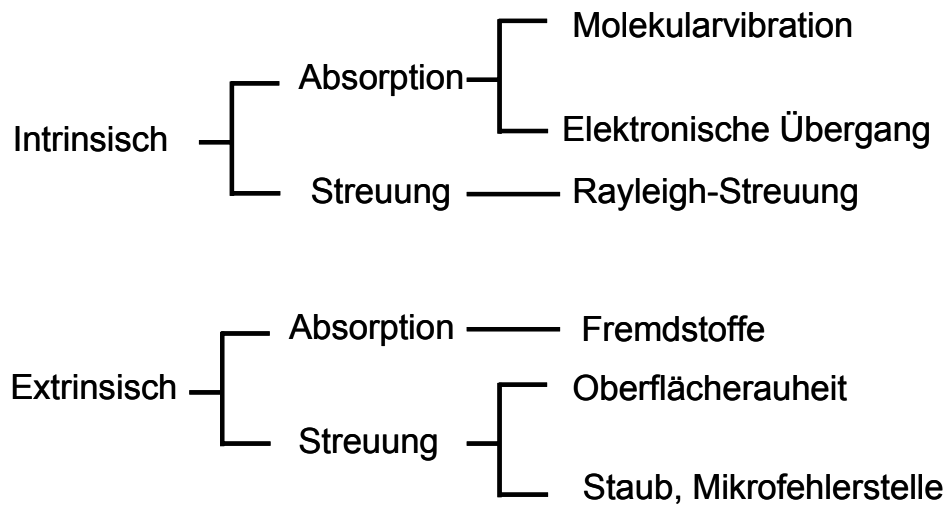 Molekularvibration
Absorption
Elektronische Übergang
Intrinsisch
Streuung
Rayleigh-Streuung
Absorption
Fremdstoffe
Extrinsisch
Oberflächerauheit
Streuung
Staub, Mikrofehlerstelle